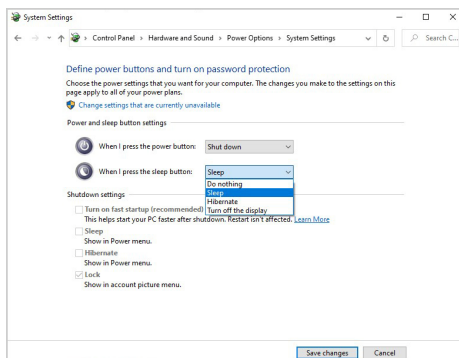 System Settings
Control Panel > Hardware and Sound > Power Options > System Settings
Search C...
Define power buttons and turn on password protection
Choose the power settings that you want for your computer. The changes you make to the settings on this
page apply to all of your power plans.
Change settings that are currently unavailable
Power and sleep button settings
When I press the power button: Shut down
When I press the sleep button: Sleep
Do nothing
Sleep
Hibernate
Turn off the display
Shutdown settings
Turn on fast startup (recommended)
This helps start your PC faster after shutdown. Restart isn't affected. Learn More
Sleep
Show in Power menu.
Hibernate
Show in Power menu.
Lock
Show in account picture menu.
Save changes Cancel